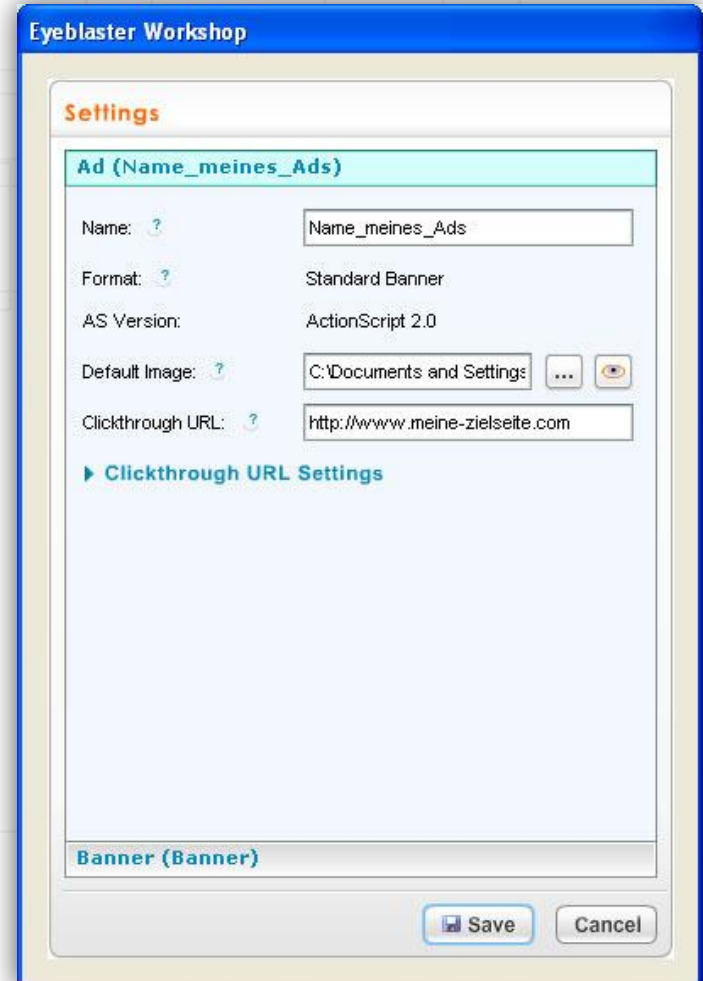 Eyeblaster Workshop
Settings
Ad (Name_meines_Ads)
Name: ? Name_meines_Ads
Format: ? Standard Banner
AS Version: ActionScript 2.0
Default Image: ? C:\Documents and Settings ...
Clickthrough URL: ? http://www.meine-zielseite.com
Clickthrough URL Settings
Banner (Banner)
Save Cancel